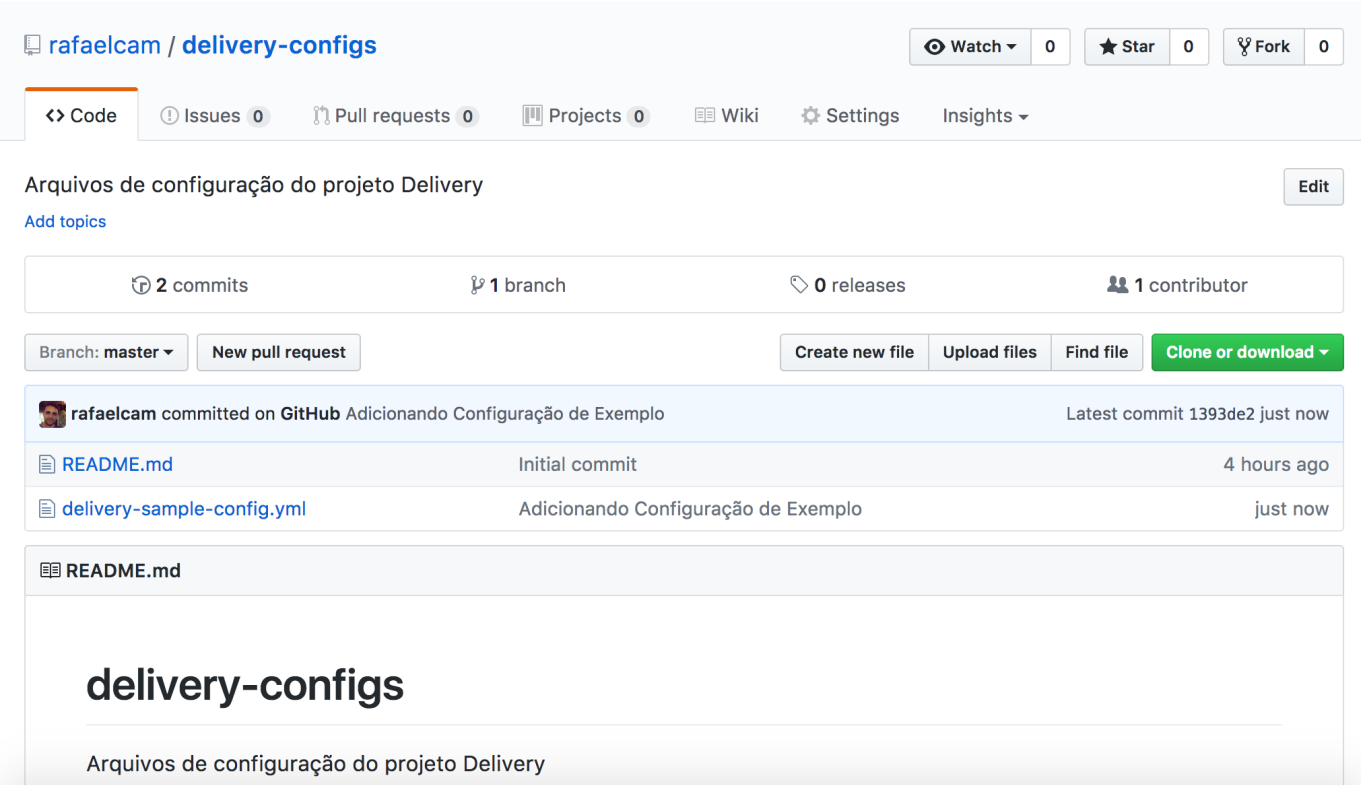 rafaelcam / delivery-configs
Watch 0 Star 0 Fork 0
Code Issues 0 Pull requests 0 Projects 0 Wiki Settings Insights
Arquivos de configuração do projeto Delivery
Edit
Add topics
2 commits 1 branch 0 releases 1 contributor
Branch: master New pull request Create new file Upload files Find file Clone or download
rafaelcam committed on GitHub Adicionando Configuração de Exemplo Latest commit 1393de2 just now
README.md Initial commit 4 hours ago
delivery-sample-config.yml Adicionando Configuração de Exemplo just now
README.md
delivery-configs
Arquivos de configuração do projeto Delivery